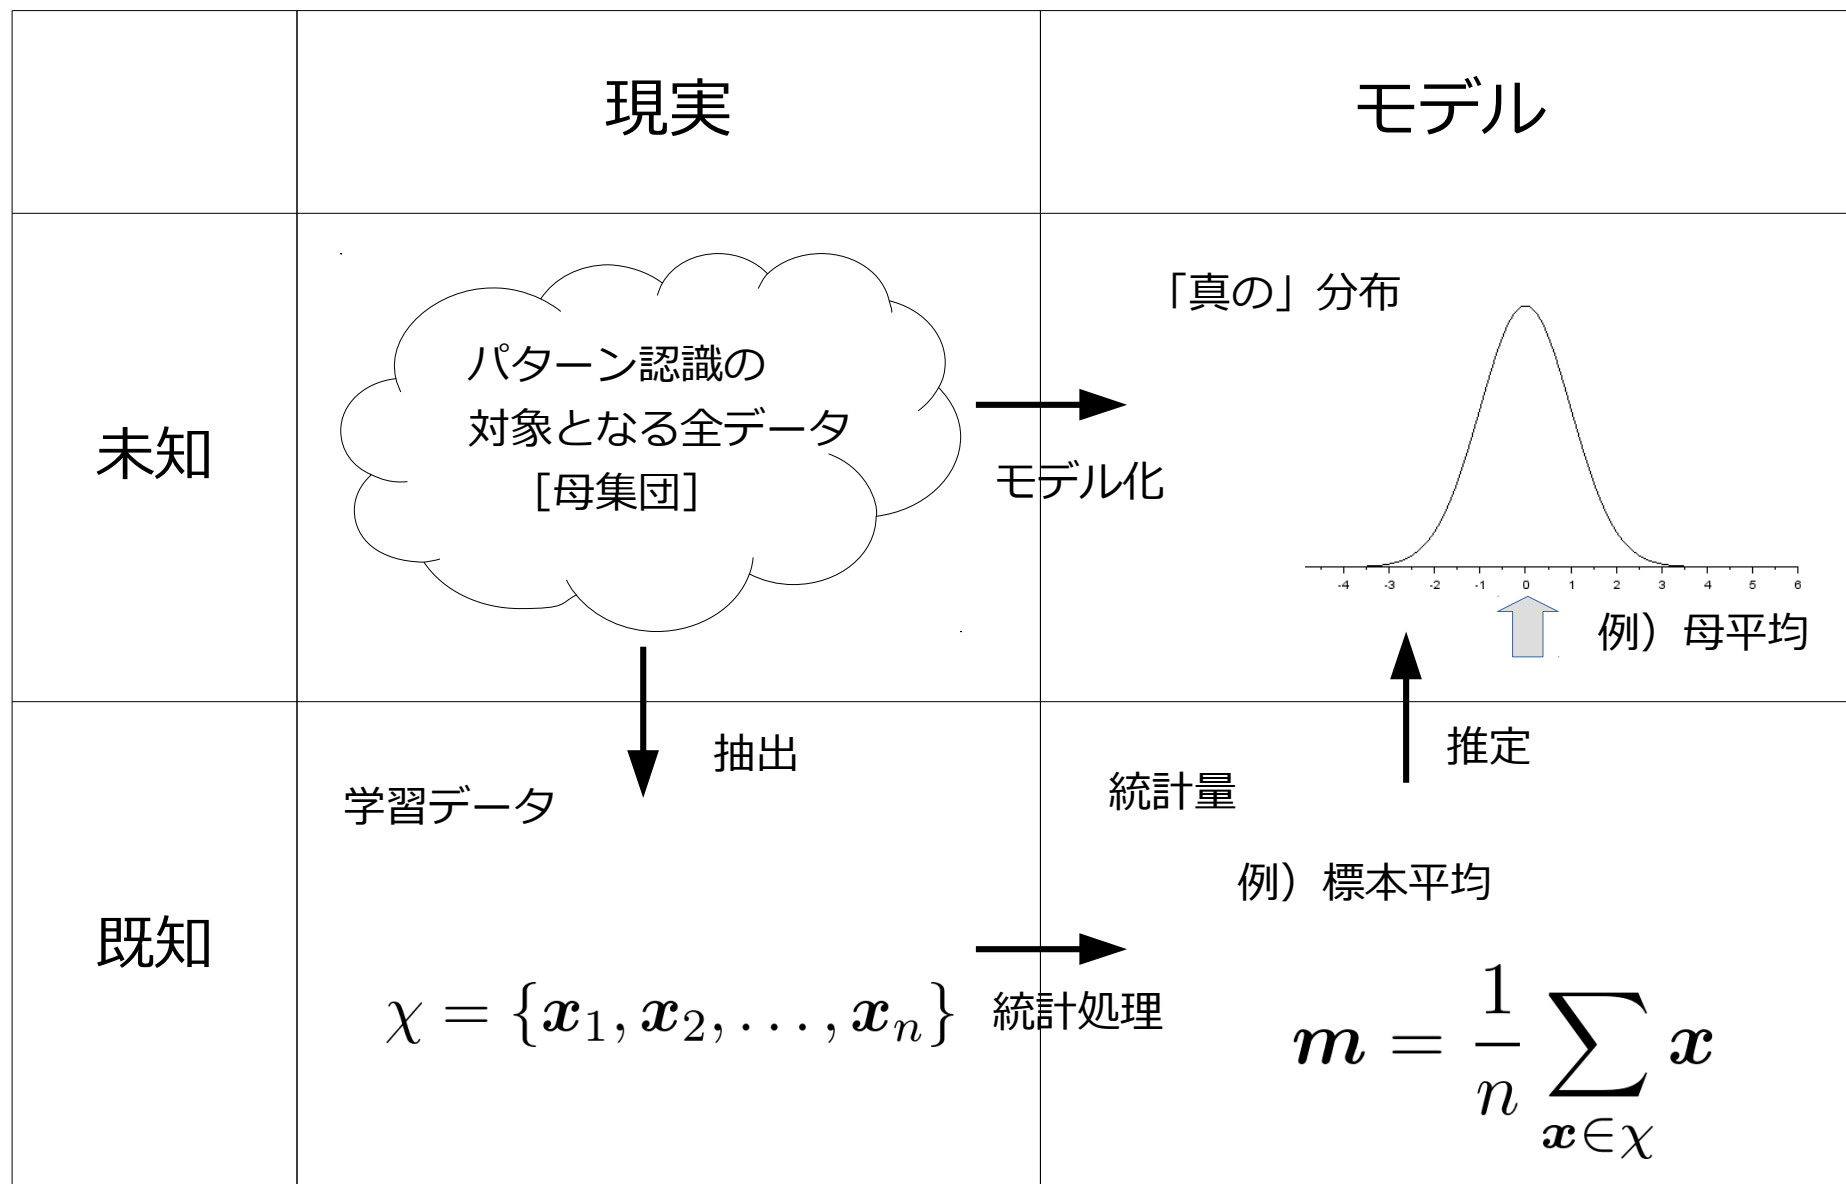 現実
モデル
未知
パターン認識の
対象となる全データ
［母集団］
モデル化
「真の」分布
-4 -3 -2 -1 0 1 2 3 4 5 6
例）母平均
抽出
推定
既知
学習データ
χ = {x₁, x₂, . . . , xₙ}
統計処理
統計量
例）標本平均
m = 1/n ∑ x∈χ x